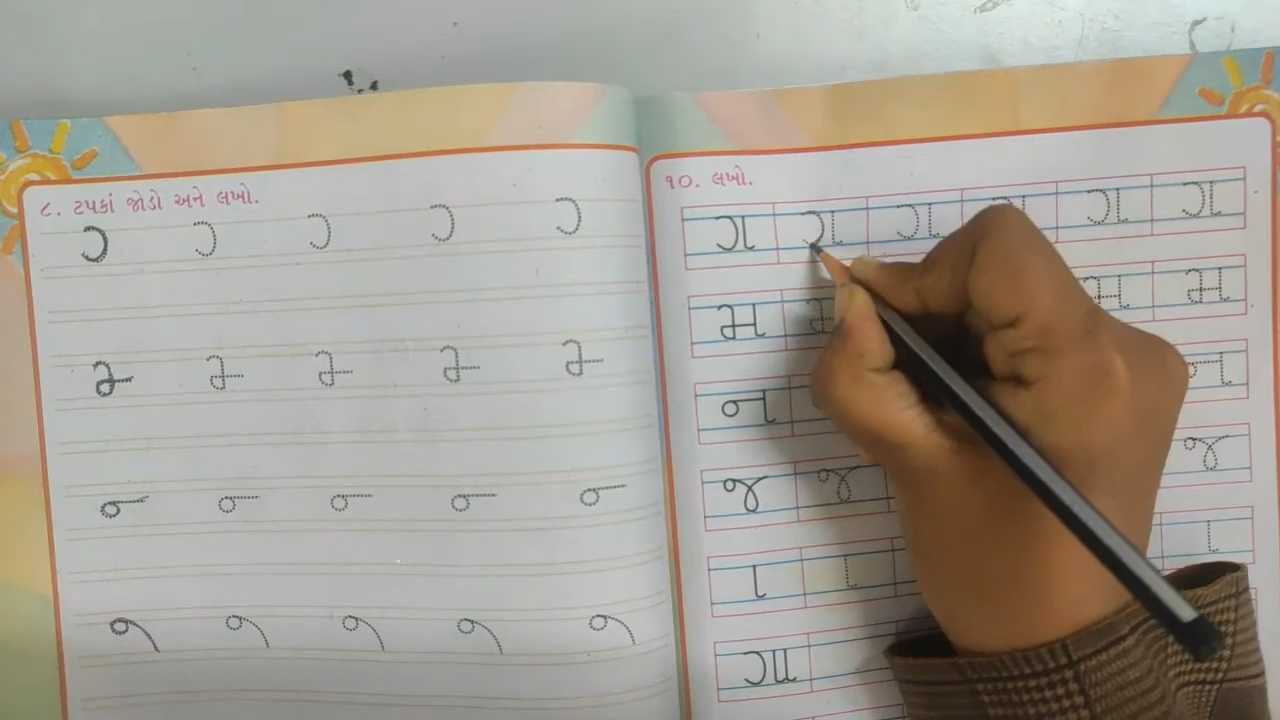 ૮. ટપકાં જોડો અને લખો.
૧૦. લખો.
ગ ગ ગ ગ ગ
મ મ મ મ
ન ન
જ જ જ
ા ા ા
ગા